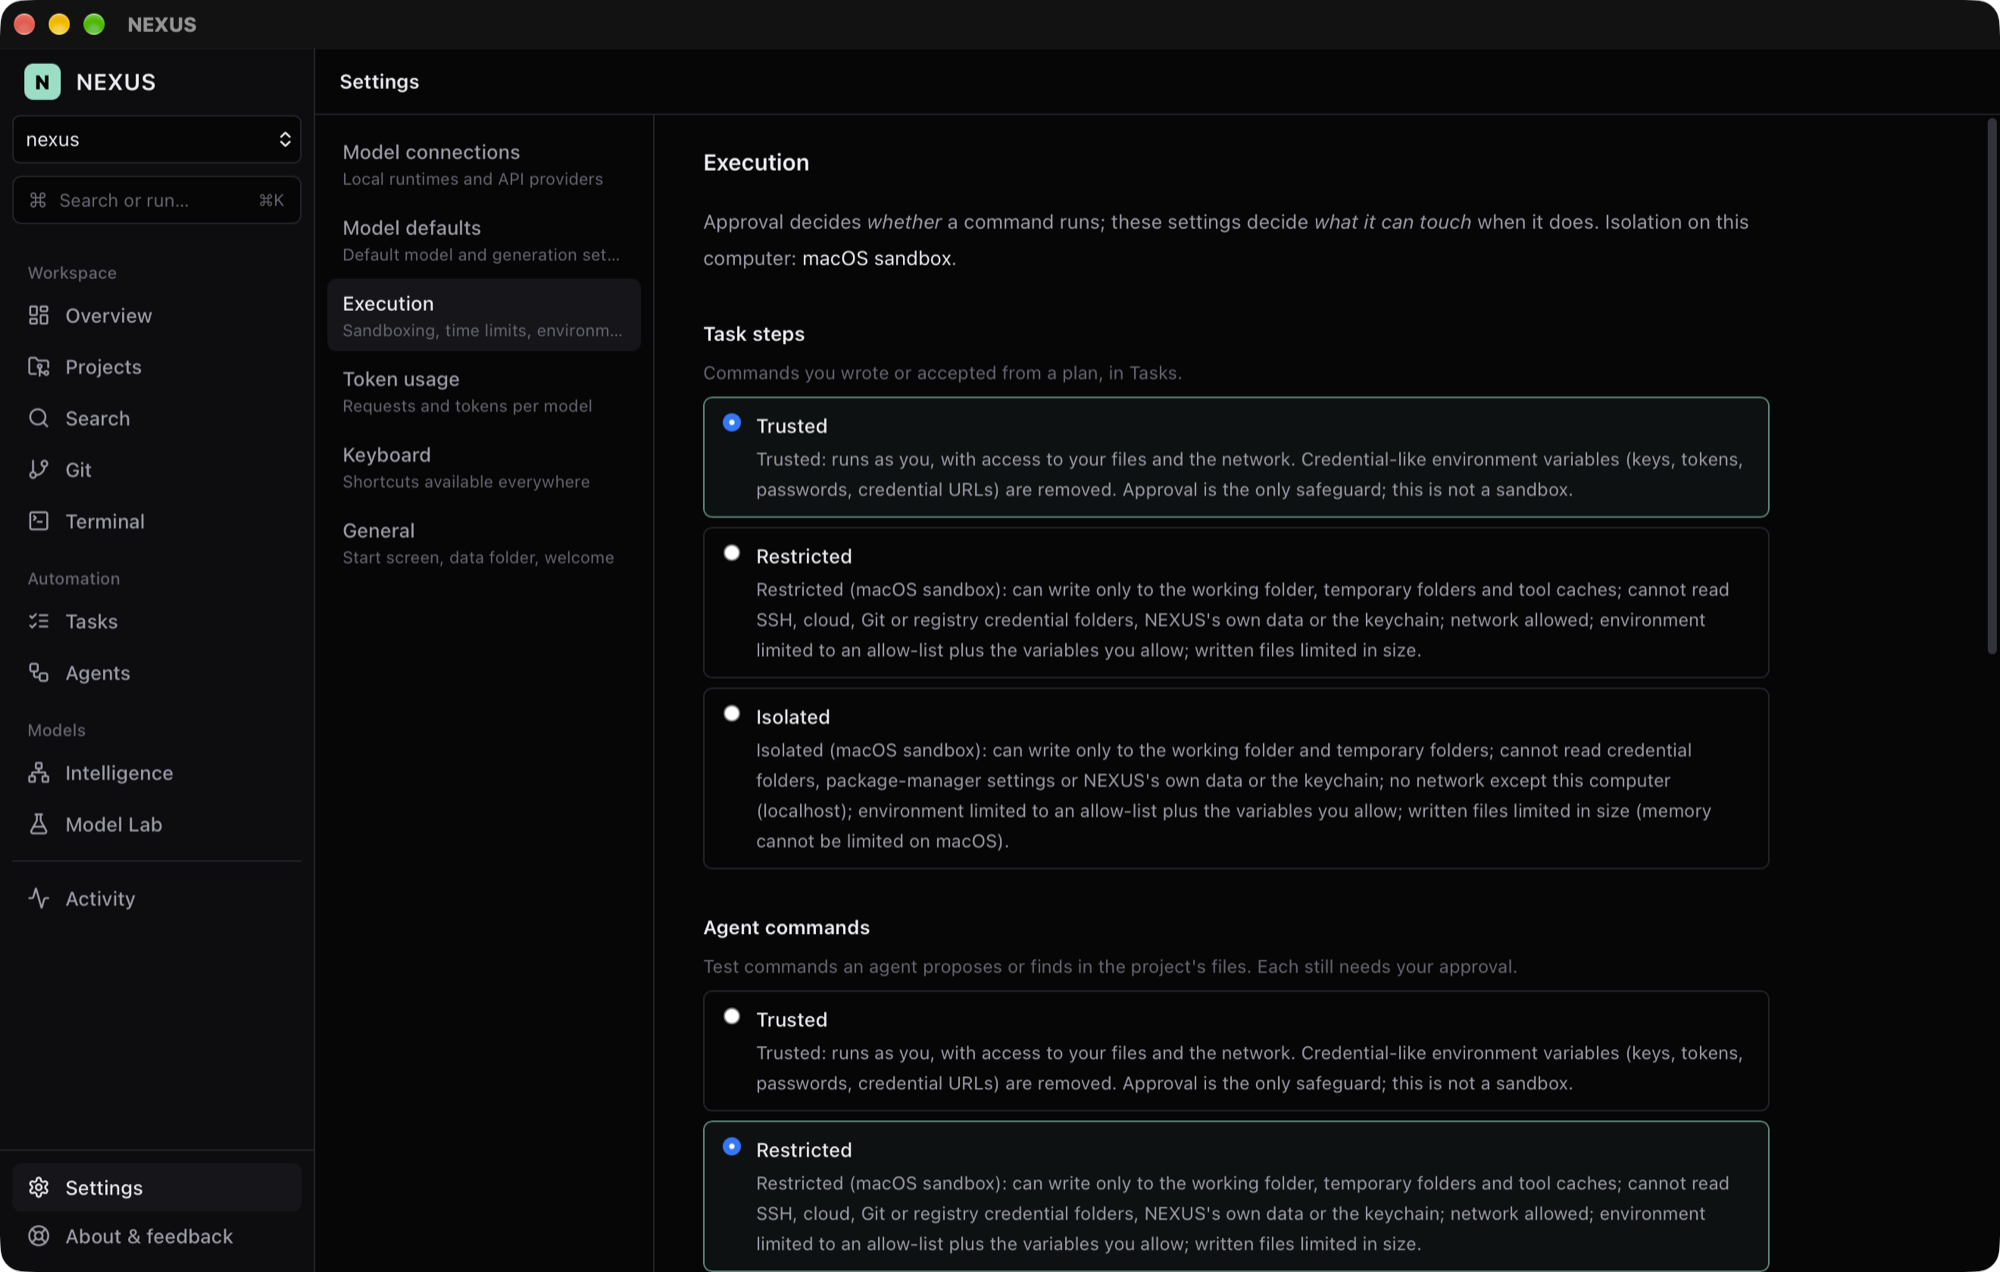 NEXUS
N NEXUS
nexus
⌘ Search or run... ⌘K
Workspace
Overview
Projects
Search
Git
Terminal
Automation
Tasks
Agents
Models
Intelligence
Model Lab
Activity
Settings
About & feedback
Settings
Model connections
Local runtimes and API providers
Model defaults
Default model and generation set...
Execution
Sandboxing, time limits, environm...
Token usage
Requests and tokens per model
Keyboard
Shortcuts available everywhere
General
Start screen, data folder, welcome
Execution
Approval decides whether a command runs; these settings decide what it can touch when it does. Isolation on this
computer: macOS sandbox.
Task steps
Commands you wrote or accepted from a plan, in Tasks.
Trusted
Trusted: runs as you, with access to your files and the network. Credential-like environment variables (keys, tokens,
passwords, credential URLs) are removed. Approval is the only safeguard; this is not a sandbox.
Restricted
Restricted (macOS sandbox): can write only to the working folder, temporary folders and tool caches; cannot read
SSH, cloud, Git or registry credential folders, NEXUS's own data or the keychain; network allowed; environment
limited to an allow-list plus the variables you allow; written files limited in size.
Isolated
Isolated (macOS sandbox): can write only to the working folder and temporary folders; cannot read credential
folders, package-manager settings or NEXUS's own data or the keychain; no network except this computer
(localhost); environment limited to an allow-list plus the variables you allow; written files limited in size (memory
cannot be limited on macOS).
Agent commands
Test commands an agent proposes or finds in the project's files. Each still needs your approval.
Trusted
Trusted: runs as you, with access to your files and the network. Credential-like environment variables (keys, tokens,
passwords, credential URLs) are removed. Approval is the only safeguard; this is not a sandbox.
Restricted
Restricted (macOS sandbox): can write only to the working folder, temporary folders and tool caches; cannot read
SSH, cloud, Git or registry credential folders, NEXUS's own data or the keychain; network allowed; environment
limited to an allow-list plus the variables you allow; written files limited in size.